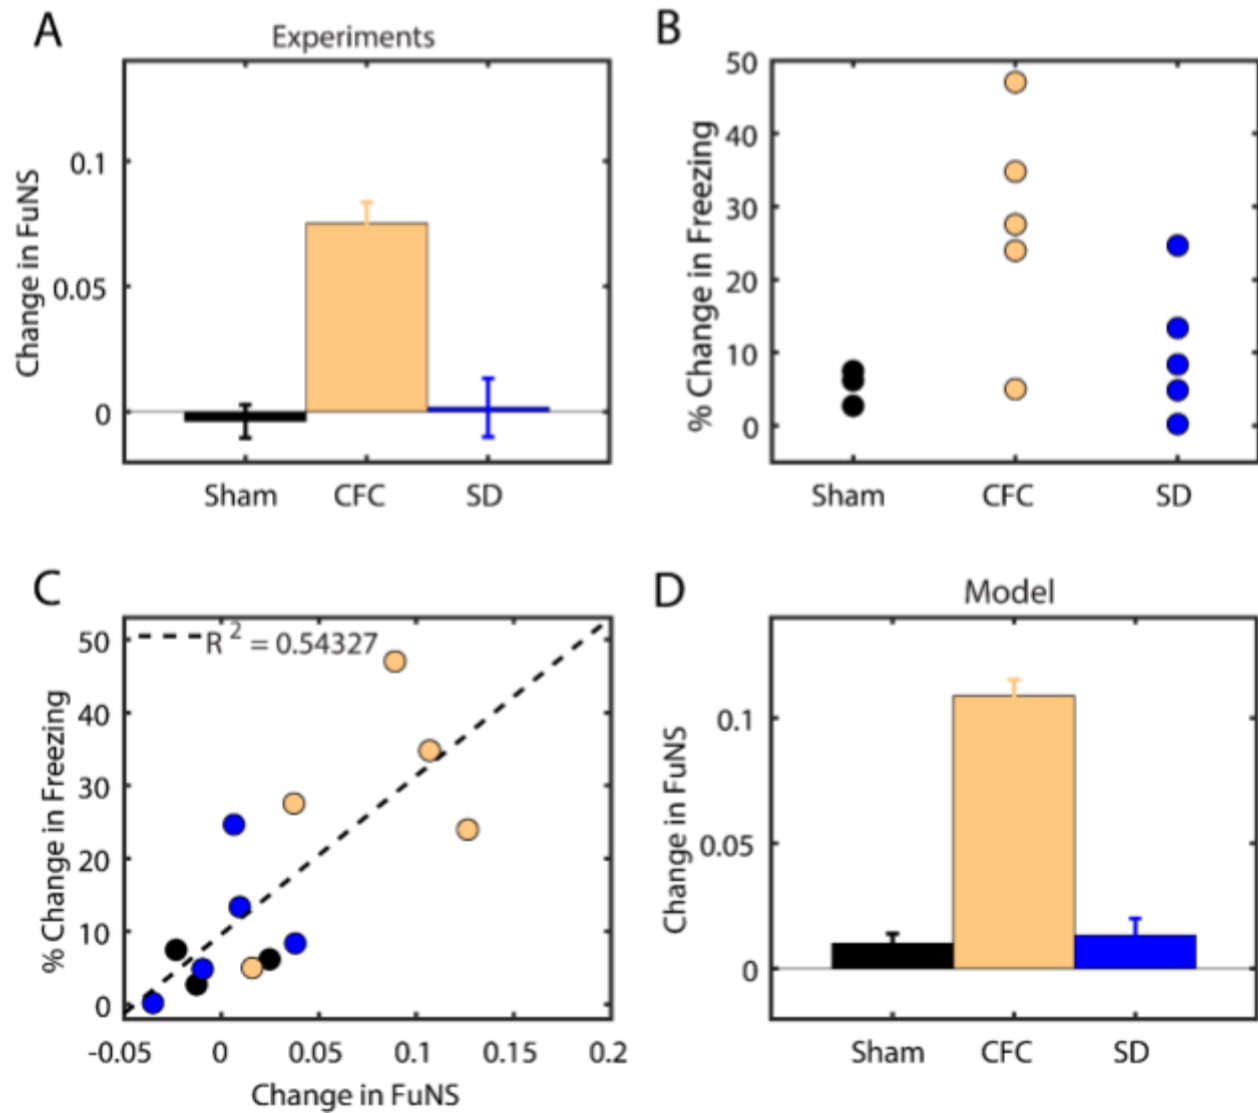 A
Experiments
Change in FuNS
0.1
0.05
0
Sham CFC SD
B
% Change in Freezing
50
40
30
20
10
0
Sham CFC SD
C
R 2 = 0.54327
% Change in Freezing
50
40
30
20
10
0
-0.05 0 0.05 0.1 0.15 0.2
Change in FuNS
D
Model
Change in FuNS
0.1
0.05
0
Sham CFC SD